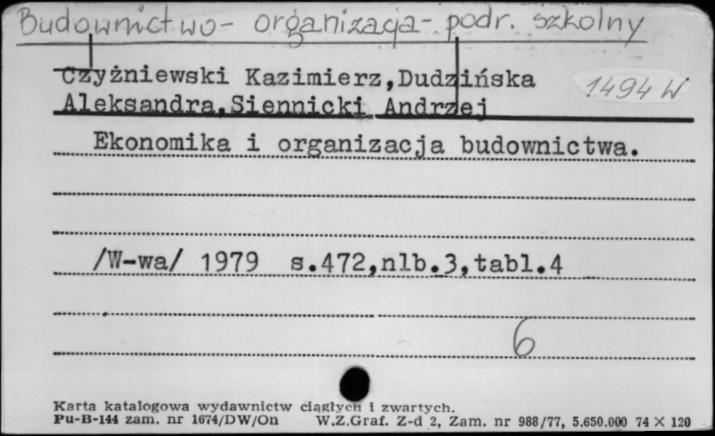 Budownictwo - organizacja - podr. szkolny
Czyżniewski Kazimierz,Dudzińska
1494 W
Aleksandra,Siennicki Andrzej
Ekonomika i organizacja budownictwa.
/W-wa/ 1979 s.472,nlb.3,tabl.4
6
Karta katalogowa wydawnictw ciągłych i zwartych.
Pu-B-144 zam. nr 1674/DW/On W.Z.Graf. Z-d 2, Zam. nr 988/77, 5.650.000 74 X 120